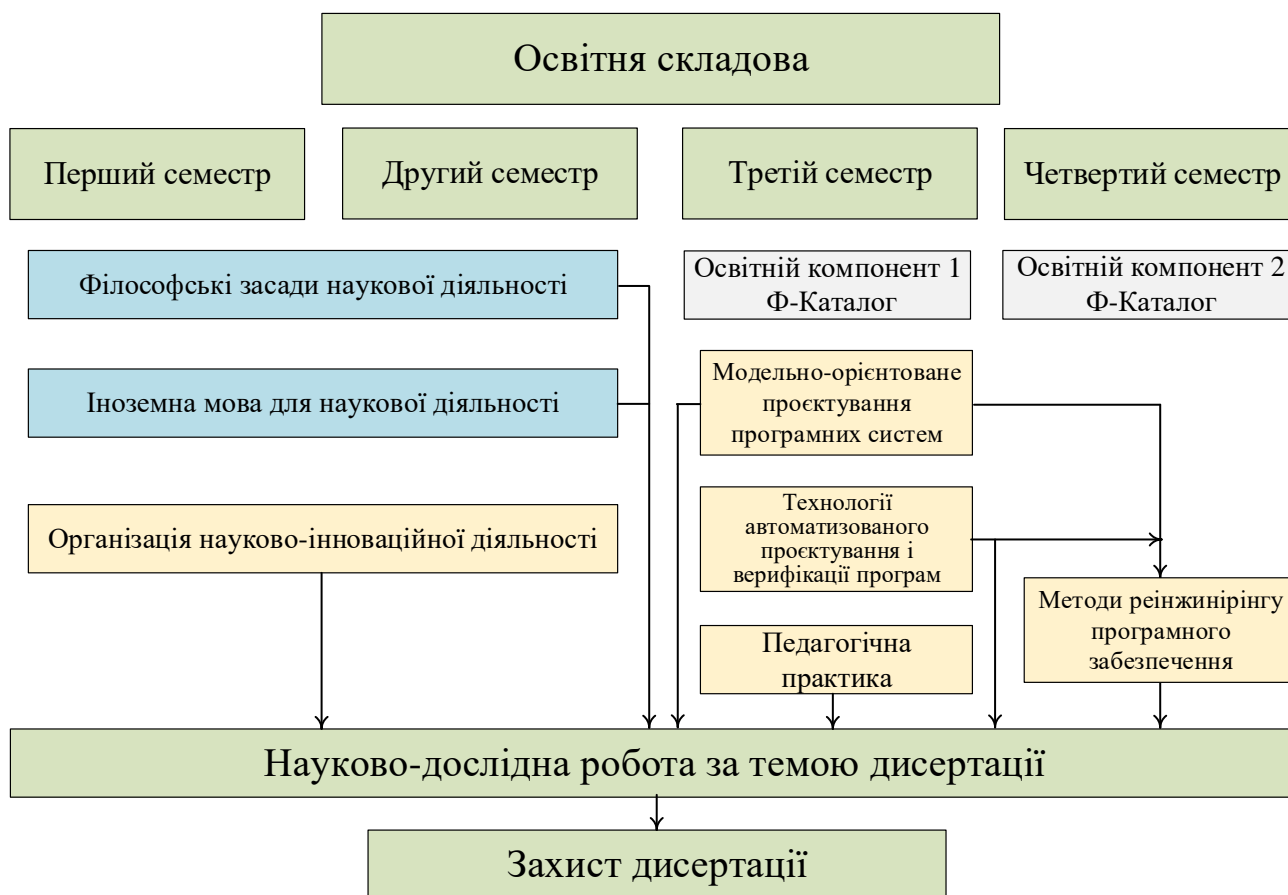 Освітня складова
Перший семестр
Другий семестр
Третій семестр
Четвертий семестр
Філософські засади наукової діяльності
Освітній компонент 1
Ф-Каталог
Освітній компонент 2
Ф-Каталог
Іноземна мова для наукової діяльності
Модельно-орієнтоване
проєктування
програмних систем
Організація науково-інноваційної діяльності
Технології
автоматизованого
проєктування і
верифікації програм
Методи реінжинірінгу
програмного
забезпечення
Педагогічна
практика
Науково-дослідна робота за темою дисертації
Захист дисертації